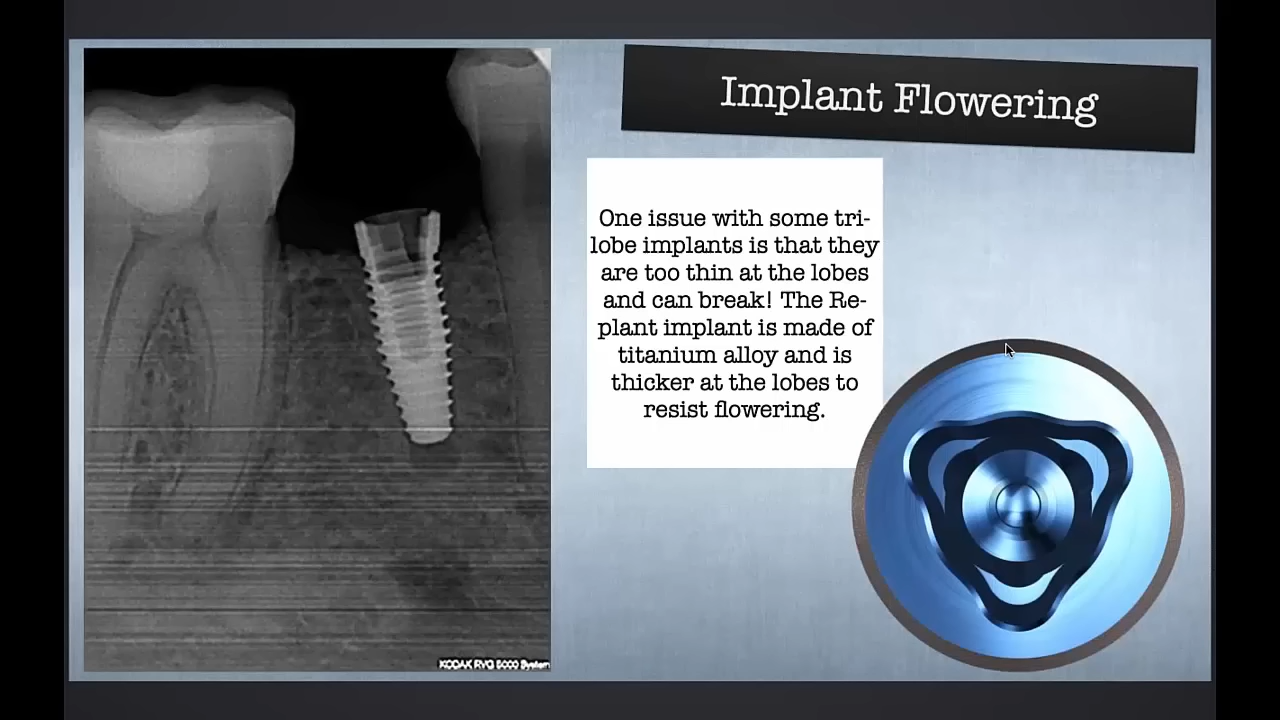 Implant Flowering
One issue with some tri-
lobe implants is that they
are too thin at the lobes
and can break! The Re-
plant implant is made of
titanium alloy and is
thicker at the lobes to
resist flowering.
KODAK RVG 5000 System